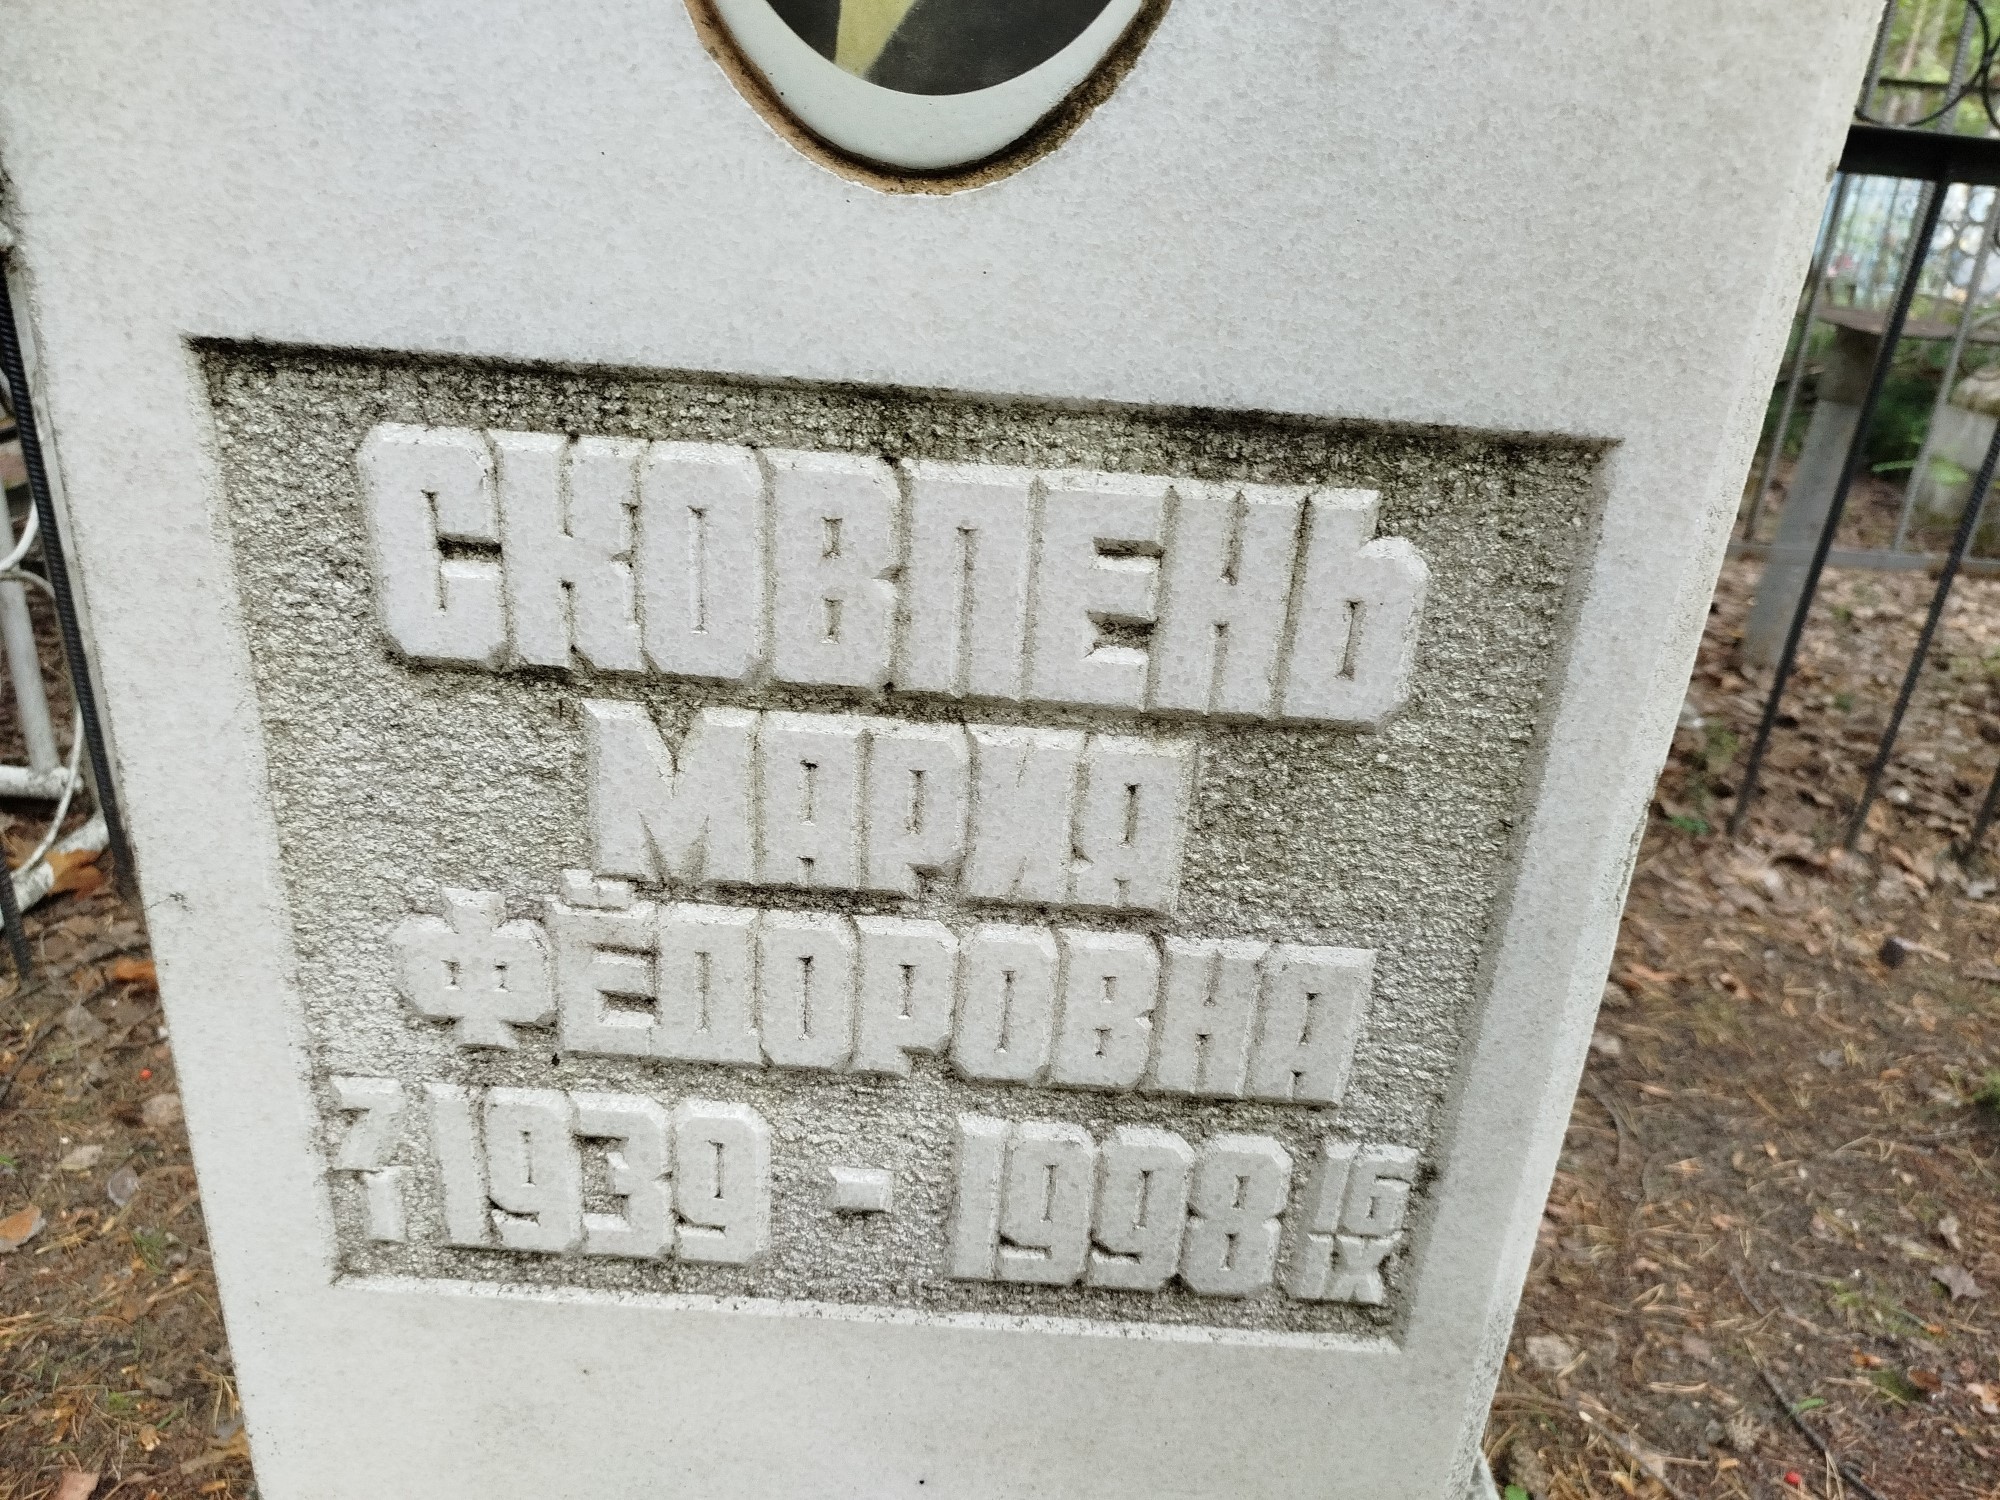 СКОВПЕНЬ
МАРИЯ
ФЁДОРОВНА
7/I 1939 - 1998 16/IX